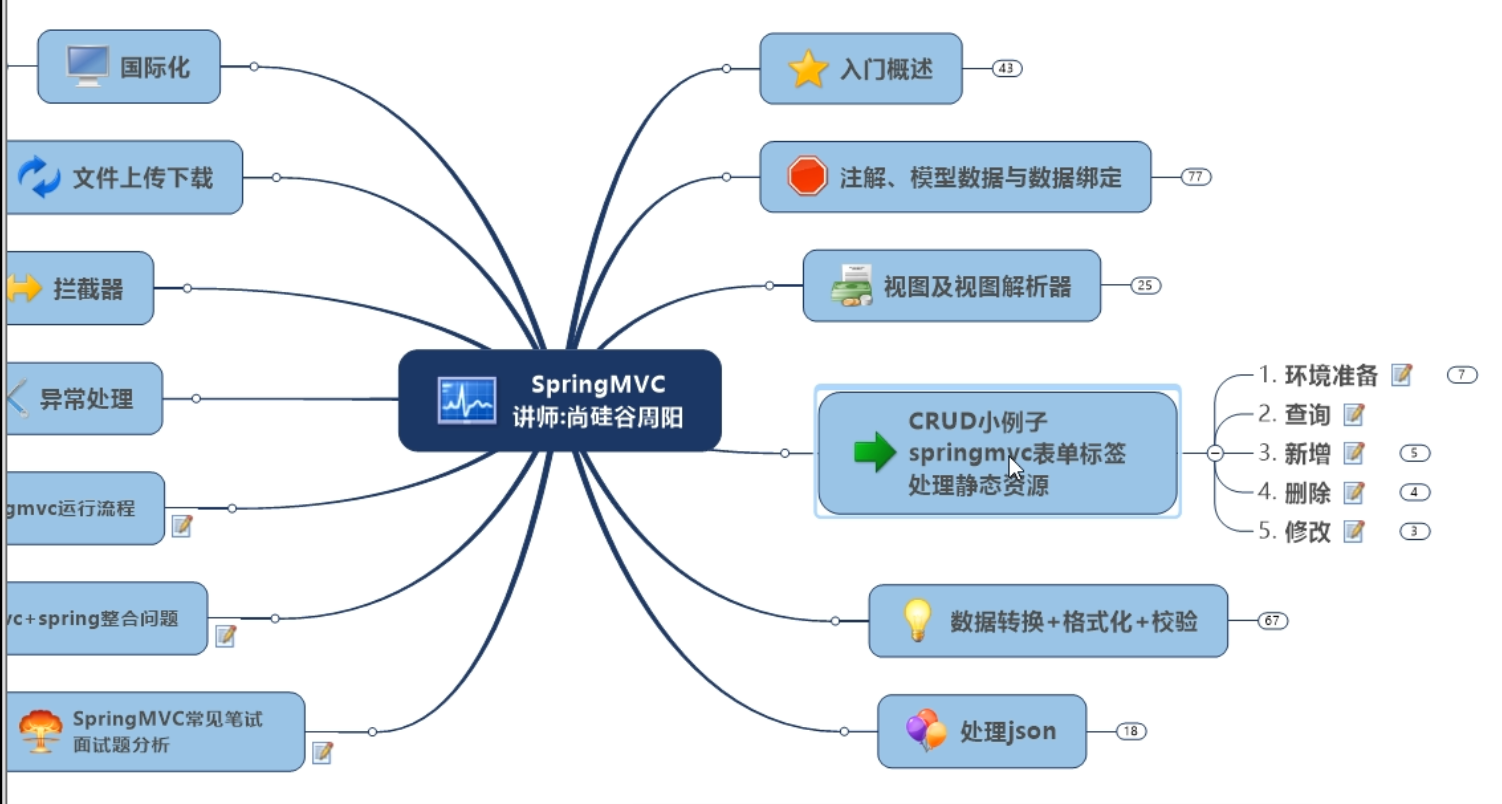 国际化
文件上传下载
拦截器
异常处理
gmvc运行流程
vc+spring整合问题
SpringMVC常见笔试
面试题分析
SpringMVC
讲师:尚硅谷周阳
入门概述
43
注解、模型数据与数据绑定
77
视图及视图解析器
25
CRUD小例子
springmvc表单标签
处理静态资源
1. 环境准备
7
2. 查询
3. 新增
5
4. 删除
4
5. 修改
3
数据转换+格式化+校验
67
处理json
18